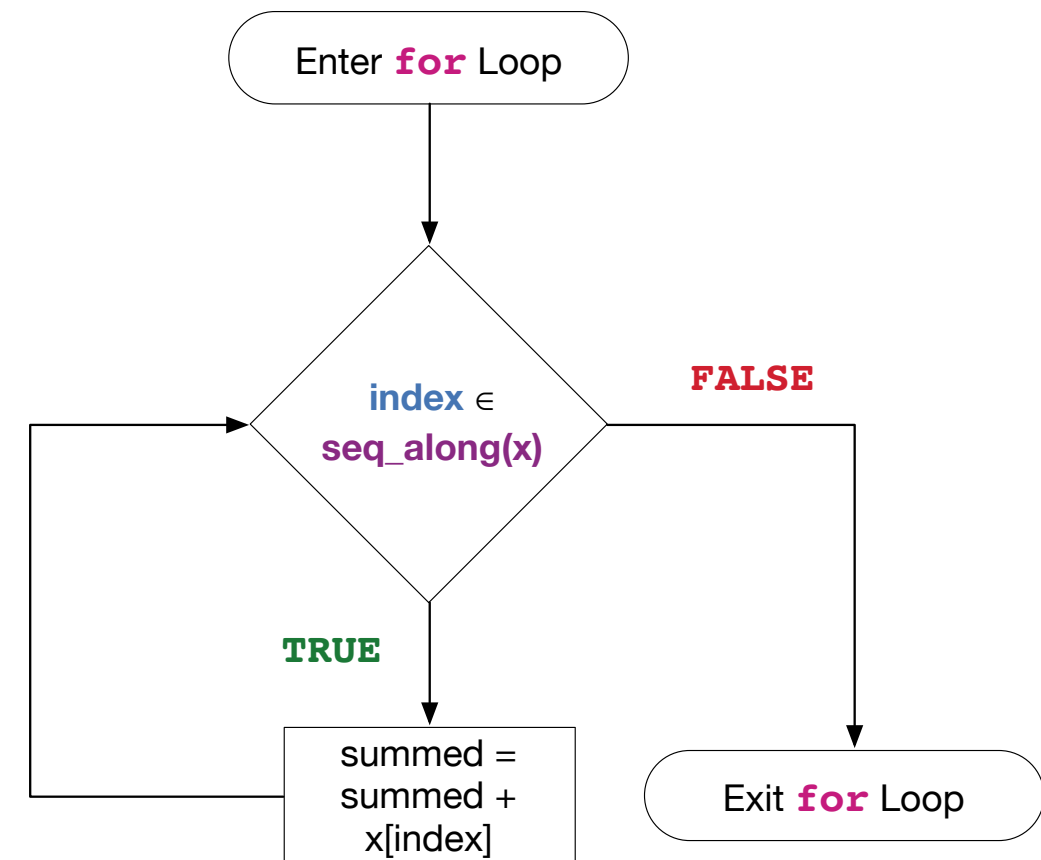 Enter for Loop
index ∈
seq_along(x)
FALSE
TRUE
summed =
summed +
x[index]
Exit for Loop